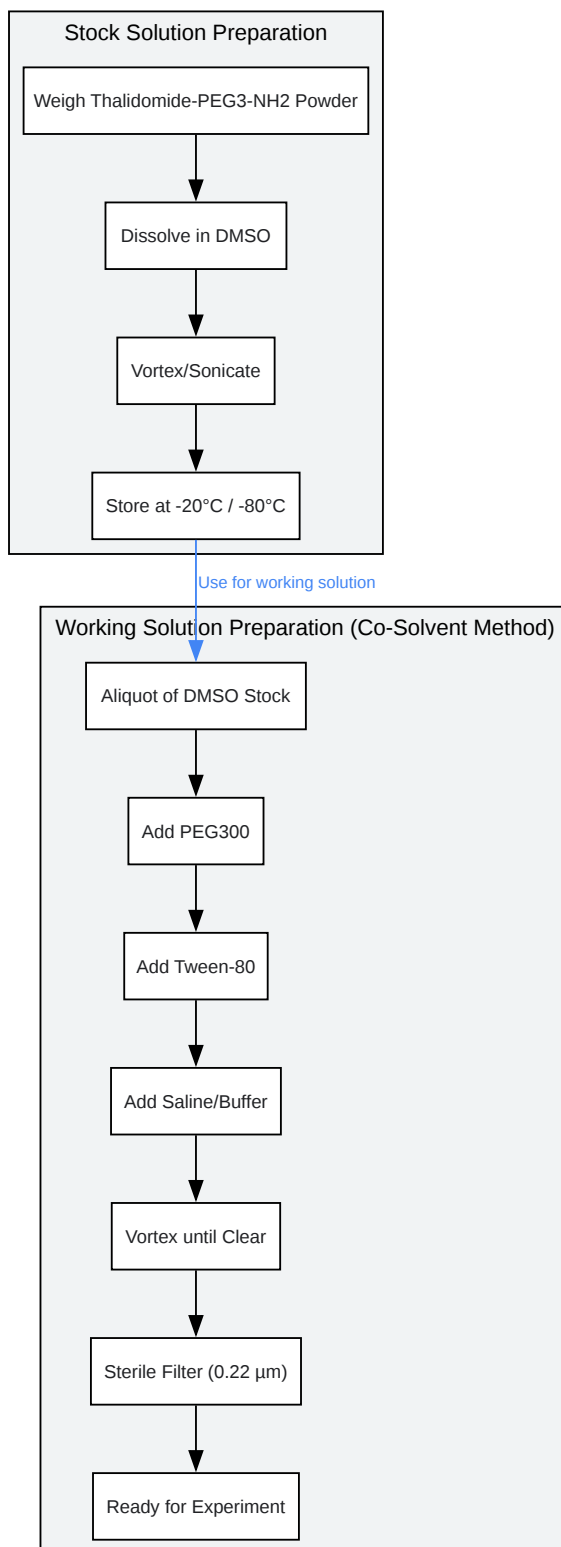 Stock Solution Preparation
Weigh Thalidomide-PEG3-NH2 Powder
Dissolve in DMSO
Vortex/Sonicate
Store at -20°C / -80°C
Use for working solution
Working Solution Preparation (Co-Solvent Method)
Aliquot of DMSO Stock
Add PEG300
Add Tween-80
Add Saline/Buffer
Vortex until Clear
Sterile Filter (0.22 µm)
Ready for Experiment